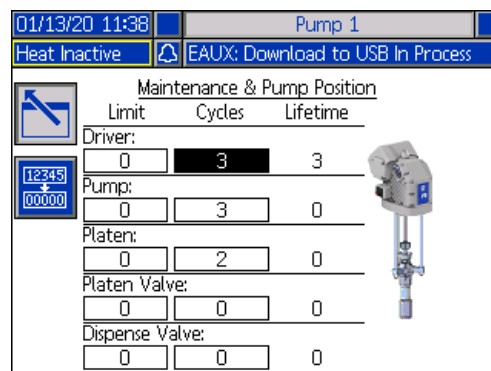 01/13/20 11:38 Pump 1
Heat Inactive EAUX: Download to USB In Process
Maintenance & Pump Position
Limit Cycles Lifetime
Driver:
0 3 3
12345
00000
Pump:
0 3 0
Platen:
0 2 0
Platen Valve:
0 0 0
Dispense Valve:
0 0 0